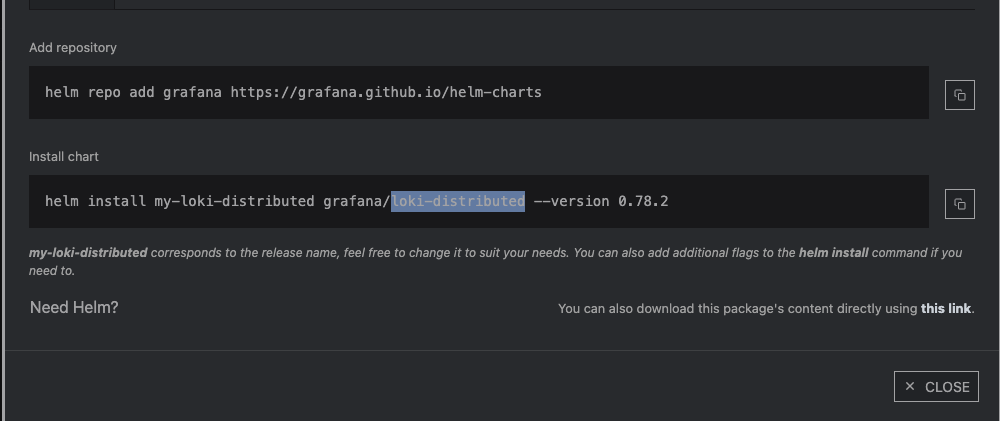 Add repository
helm repo add grafana https://grafana.github.io/helm-charts
Install chart
helm install my-loki-distributed grafana/loki-distributed --version 0.78.2
my-loki-distributed corresponds to the release name, feel free to change it to suit your needs. You can also add additional flags to the helm install command if you
need to.
Need Helm?
You can also download this package's content directly using this link.
× CLOSE